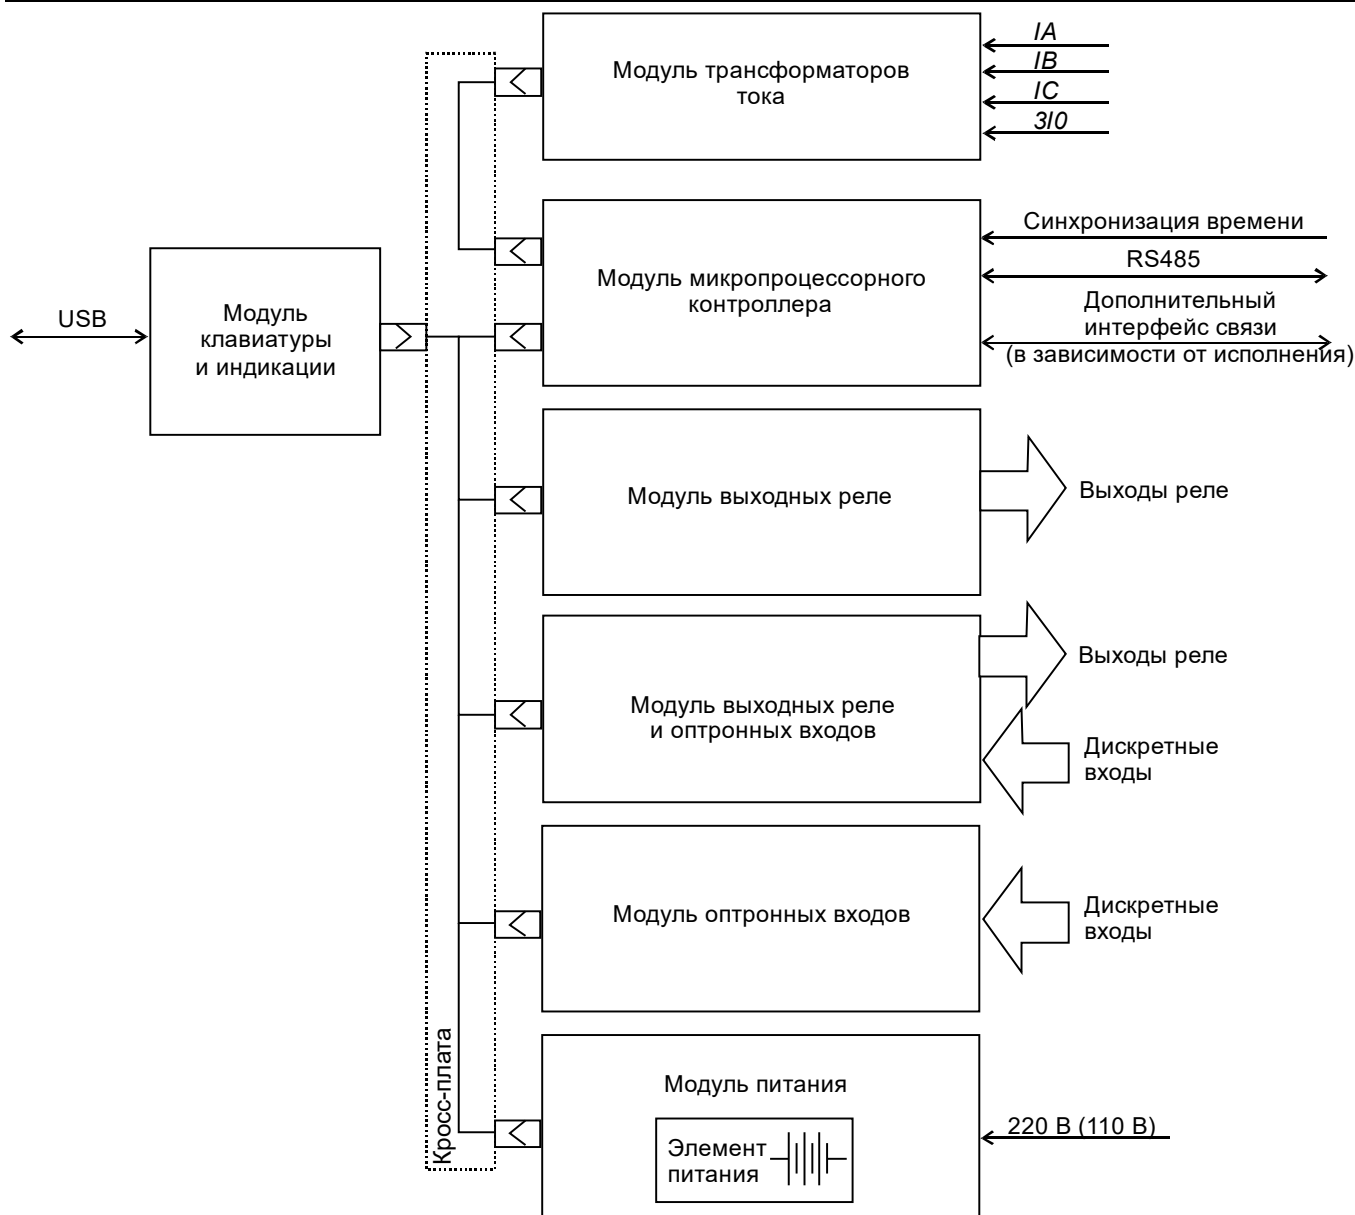 Модуль трансформаторов
тока
IA
IB
IC
3I0
Модуль микропроцессорного
контроллера
Синхронизация времени
RS485
Дополнительный
интерфейс связи
(в зависимости от исполнения)
USB
Модуль
клавиатуры
и индикации
Модуль выходных реле
Выходы реле
Модуль выходных реле
и оптронных входов
Выходы реле
Дискретные
входы
Модуль оптронных входов
Дискретные
входы
Кросс-плата
Модуль питания
Элемент
питания
220 В (110 В)